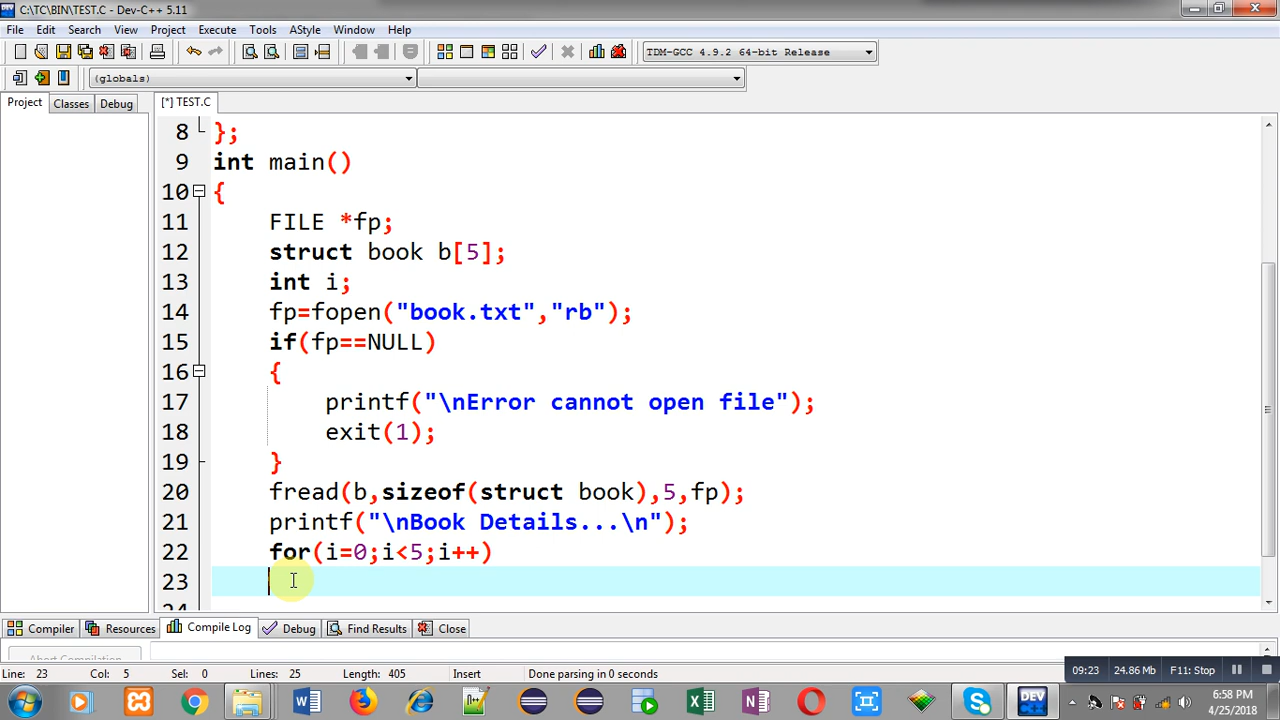 C:\TC\BIN\TEST.C - Dev-C++ 5.11
File Edit Search View Project Execute Tools AStyle Window Help
TDM-GCC 4.9.2 64-bit Release
(globals)
Project Classes Debug [*] TEST.C
8 };
9 int main()
10 {
11 FILE *fp;
12 struct book b[5];
13 int i;
14 fp=fopen("book.txt","rb");
15 if(fp==NULL)
16 {
17 printf("\nError cannot open file");
18 exit(1);
19 }
20 fread(b,sizeof(struct book),5,fp);
21 printf("\nBook Details...\n");
22 for(i=0;i<5;i++)
23
24
Compiler Resources Compile Log Debug Find Results Close
Abort Compilation
Line: 23 Col: 5 Sel: 0 Lines: 25 Length: 405 Insert Done parsing in 0 seconds
09:23 24.86 Mb F11: Stop
6:58 PM
4/25/2018